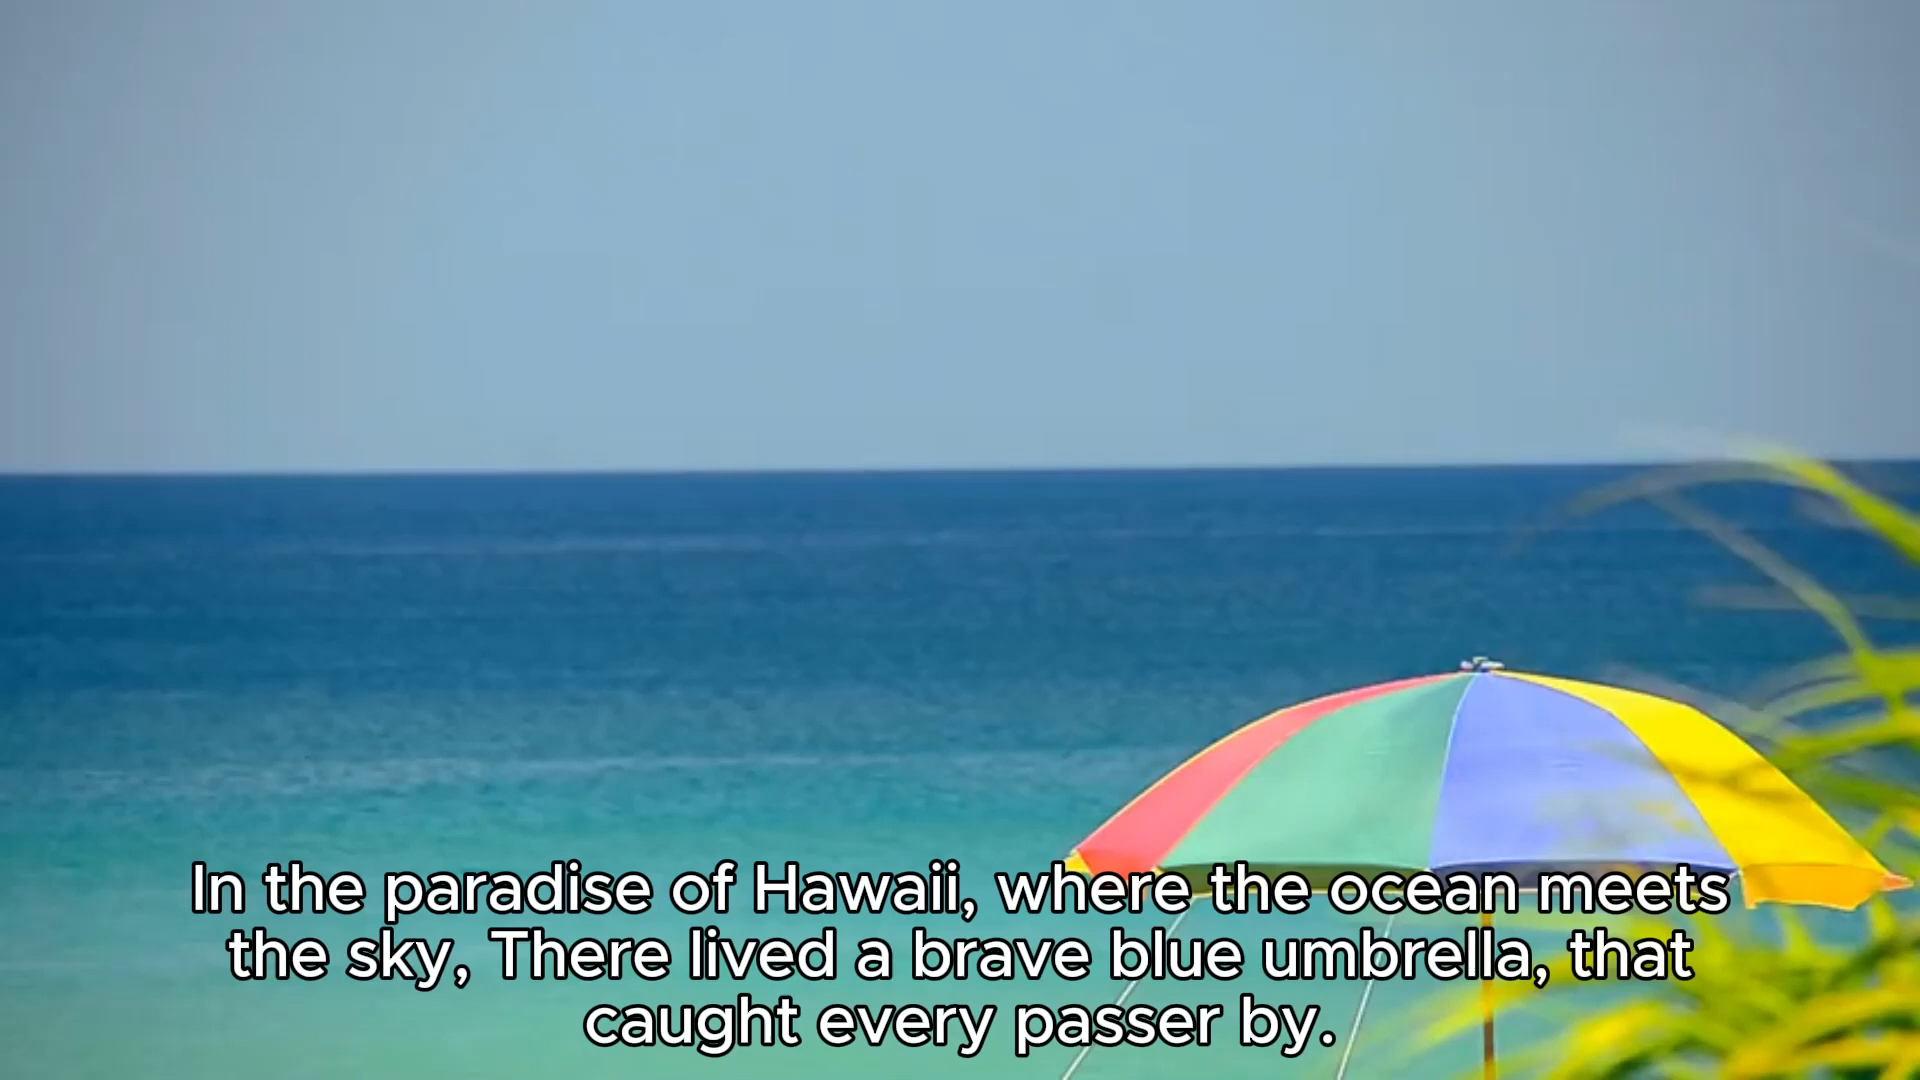 In the paradise of Hawaii, where the ocean meets
the sky, There lived a brave blue umbrella, that
caught every passer by.